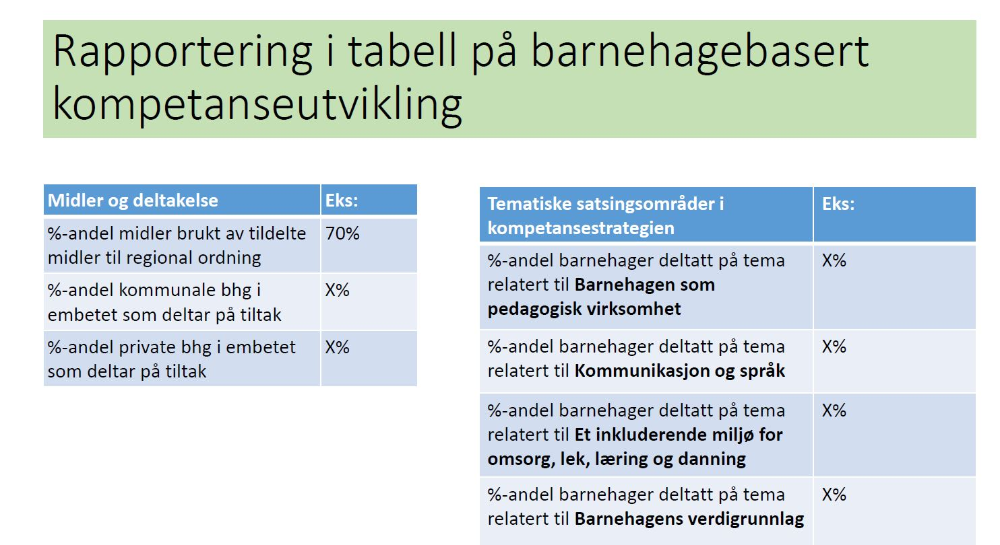 Rapportering i tabell på barnehagebasert
kompetanseutvikling
Midler og deltakelse Eks:
%-andel midler brukt av tildelte 70%
midler til regional ordning
%-andel kommunale bhg i X%
embetet som deltar på tiltak
%-andel private bhg i embetet X%
som deltar på tiltak
Tematiske satsingsområder i Eks:
kompetansestrategien
%-andel barnehager deltatt på tema X%
relatert til Barnehagen som
pedagogisk virksomhet
%-andel barnehager deltatt på tema X%
relatert til Kommunikasjon og språk
%-andel barnehager deltatt på tema X%
relatert til Et inkluderende miljø for
omsorg, lek, læring og danning
%-andel barnehager deltatt på tema X%
relatert til Barnehagens verdigrunnlag